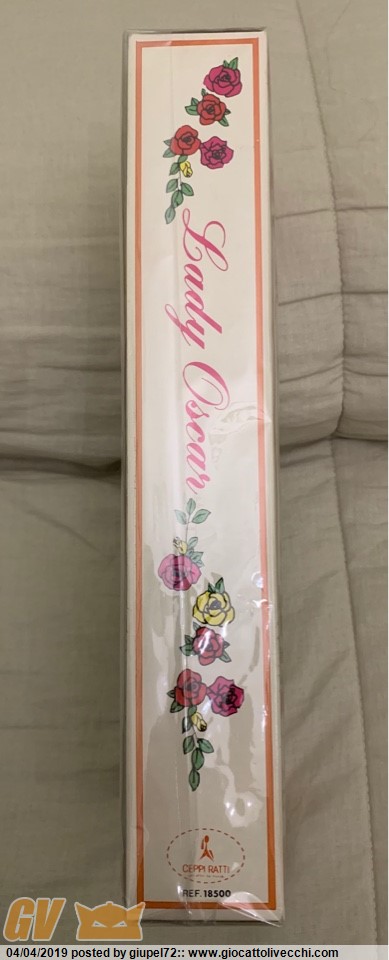 Lady Oscar
CEPPI RATTI
REF. 18500
GV
04/04/2019 posted by giupel72:: www.giocattolivecchi.com